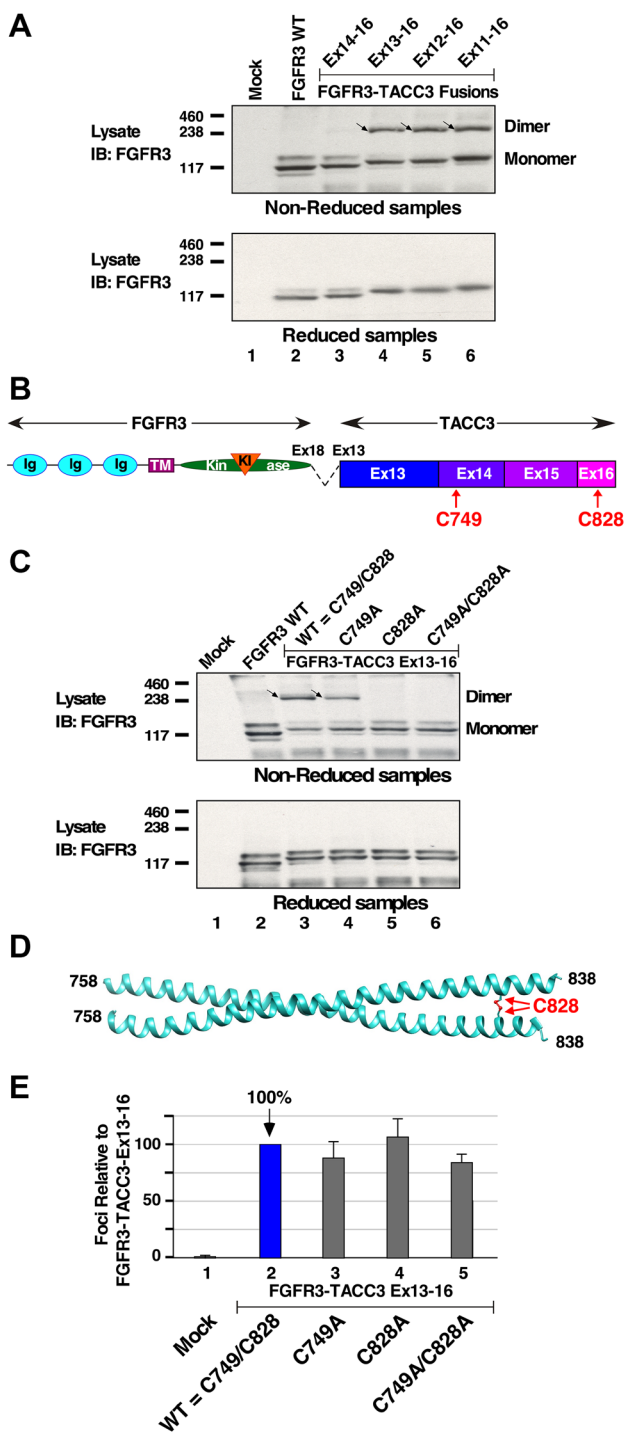 A
Mock
FGFR3 WT
Ex14-16
Ex13-16
Ex12-16
Ex11-16
FGFR3-TACC3 Fusions
Lysate
IB: FGFR3
460
238
117
Dimer
Monomer
Non-Reduced samples
Lysate
IB: FGFR3
460
238
117
Reduced samples
1 2 3 4 5 6
B
FGFR3
TACC3
Ig Ig Ig TM Kin KI ase
Ex18 Ex13
Ex13 Ex14 Ex15 Ex16
C749 C828
C
Mock
FGFR3 WT
WT = C749/C828
C749A
C828A
C749A/C828A
FGFR3-TACC3 Ex13-16
Lysate
IB: FGFR3
460
238
117
Dimer
Monomer
Non-Reduced samples
Lysate
IB: FGFR3
460
238
117
Reduced samples
1 2 3 4 5 6
D
758
758
838
C828
838
E
100%
Foci Relative to
FGFR3-TACC3-Ex13-16
100
75
50
25
0
1 2 3 4 5
FGFR3-TACC3 Ex13-16
Mock
WT = C749/C828
C749A
C828A
C749A/C828A